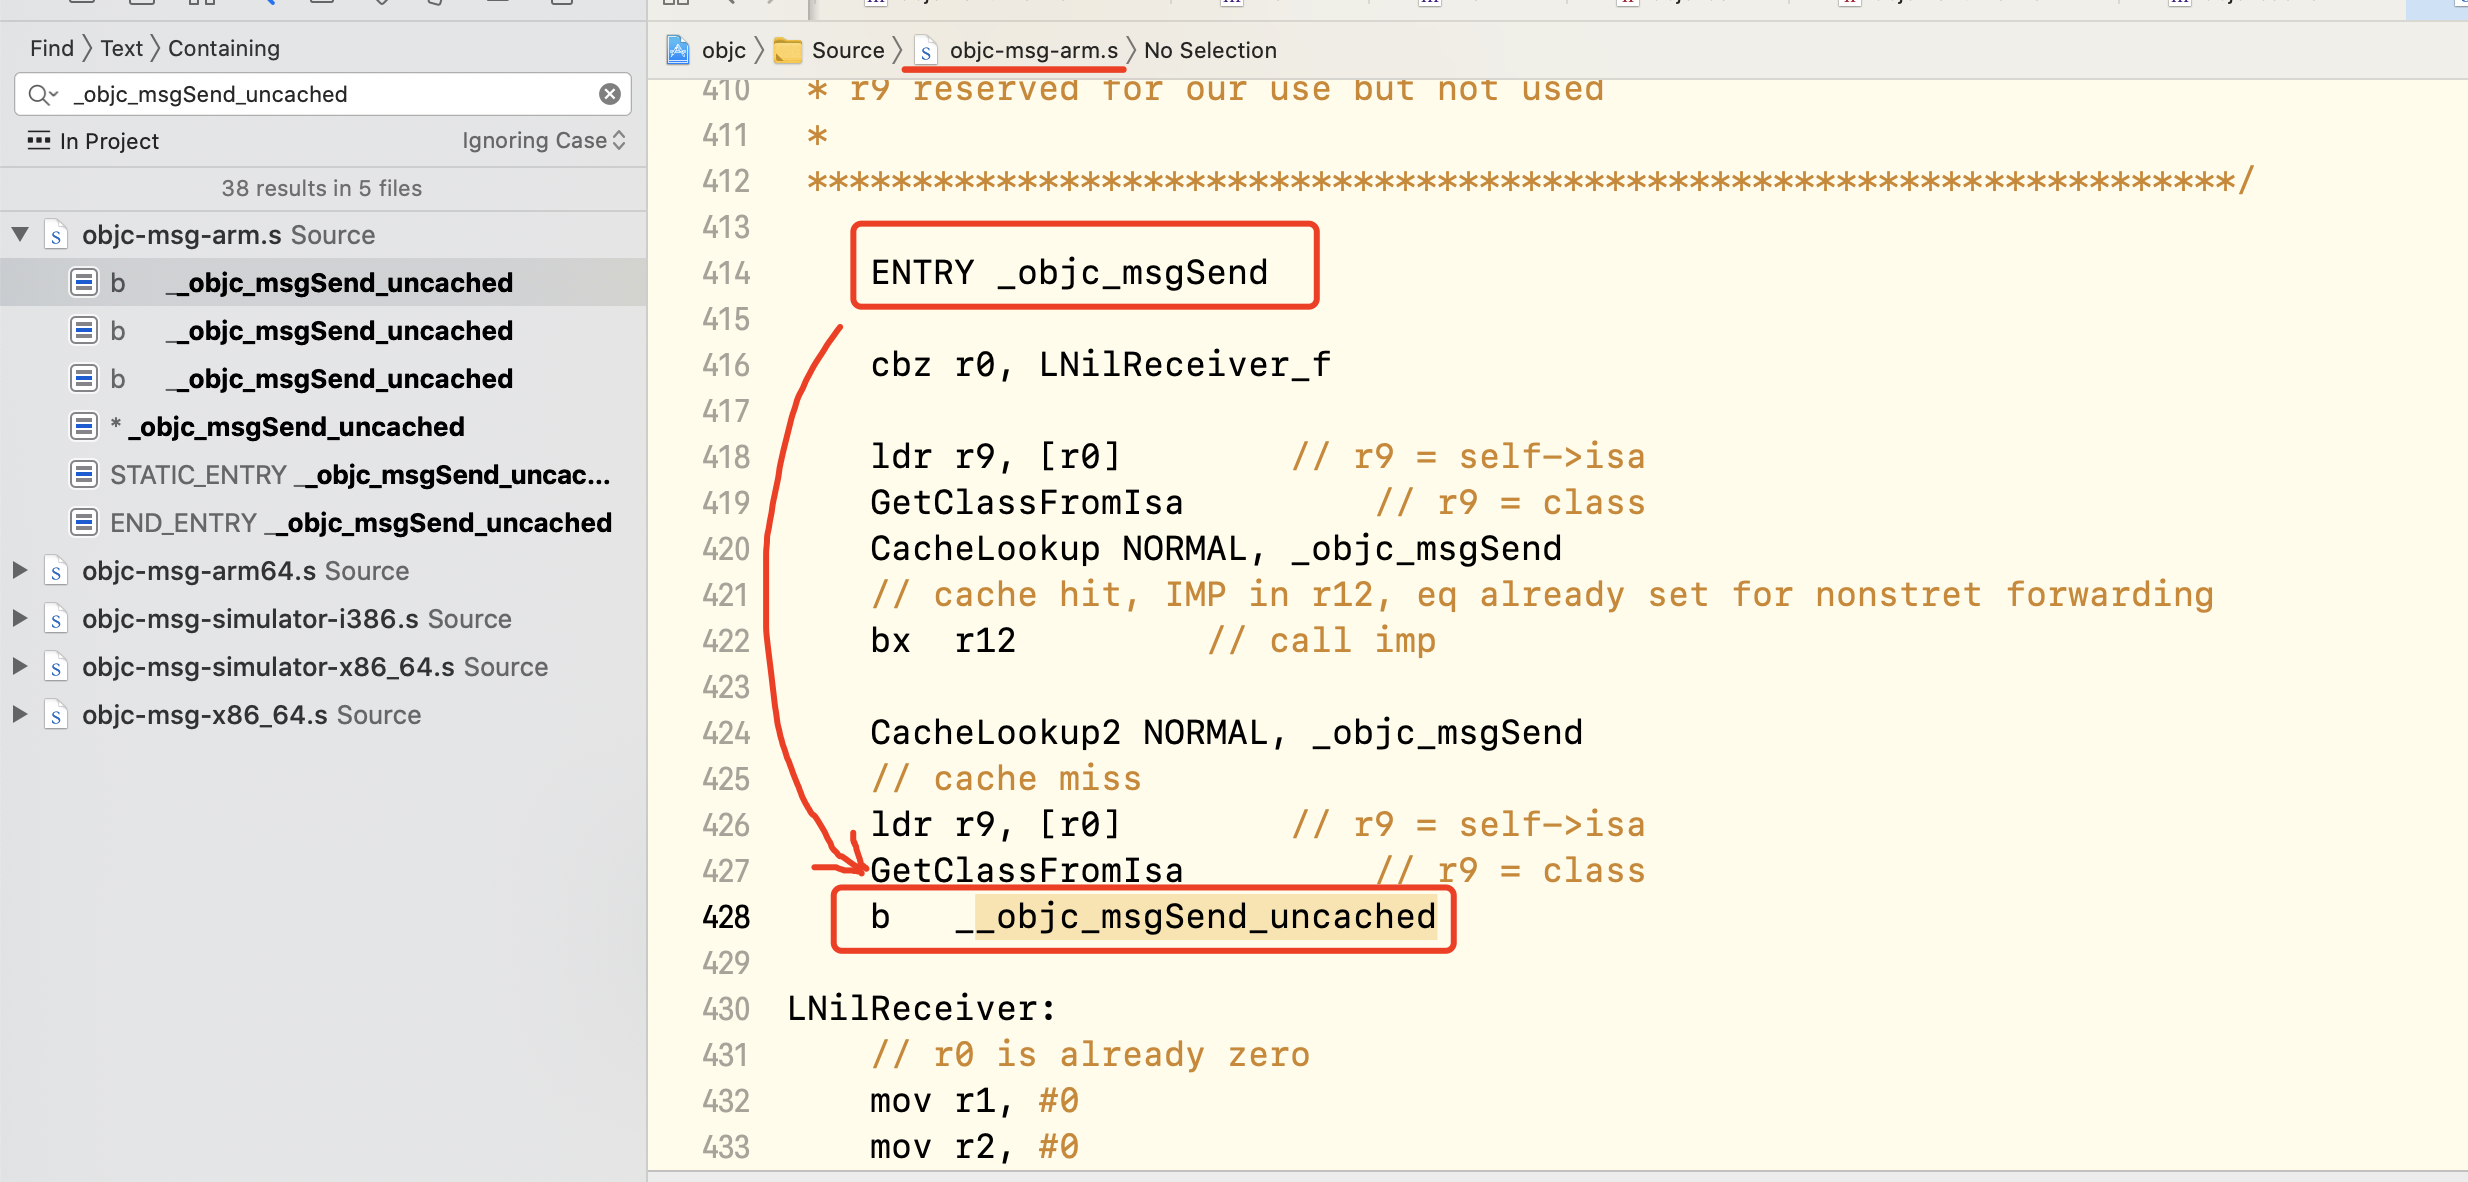 Find 〉 Text 〉 Containing
_objc_msgSend_uncached
In Project Ignoring Case
38 results in 5 files
objc-msg-arm.s Source
b __objc_msgSend_uncached
b __objc_msgSend_uncached
b __objc_msgSend_uncached
* _objc_msgSend_uncached
STATIC_ENTRY __objc_msgSend_uncac...
END_ENTRY __objc_msgSend_uncached
objc-msg-arm64.s Source
objc-msg-simulator-i386.s Source
objc-msg-simulator-x86_64.s Source
objc-msg-x86_64.s Source
objc 〉 Source 〉 objc-msg-arm.s 〉 No Selection
410 * r9 reserved for our use but not used
411 *
412 ********************************************************************/
413
414 ENTRY _objc_msgSend
415
416 cbz r0, LNilReceiver_f
417
418 ldr r9, [r0] // r9 = self->isa
419 GetClassFromIsa // r9 = class
420 CacheLookup NORMAL, _objc_msgSend
421 // cache hit, IMP in r12, eq already set for nonstret forwarding
422 bx r12 // call imp
423
424 CacheLookup2 NORMAL, _objc_msgSend
425 // cache miss
426 ldr r9, [r0] // r9 = self->isa
427 GetClassFromIsa // r9 = class
428 b __objc_msgSend_uncached
429
430 LNilReceiver:
431 // r0 is already zero
432 mov r1, #0
433 mov r2, #0